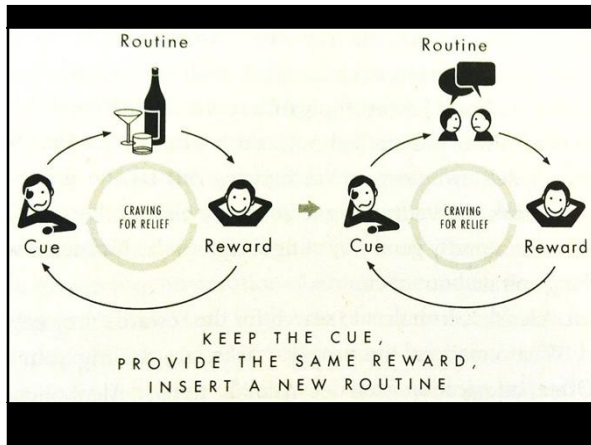 Routine
CRAVING
FOR RELIEF
Cue
Reward
Routine
CRAVING
FOR RELIEF
Cue
Reward
KEEP THE CUE,
PROVIDE THE SAME REWARD,
INSERT A NEW ROUTINE